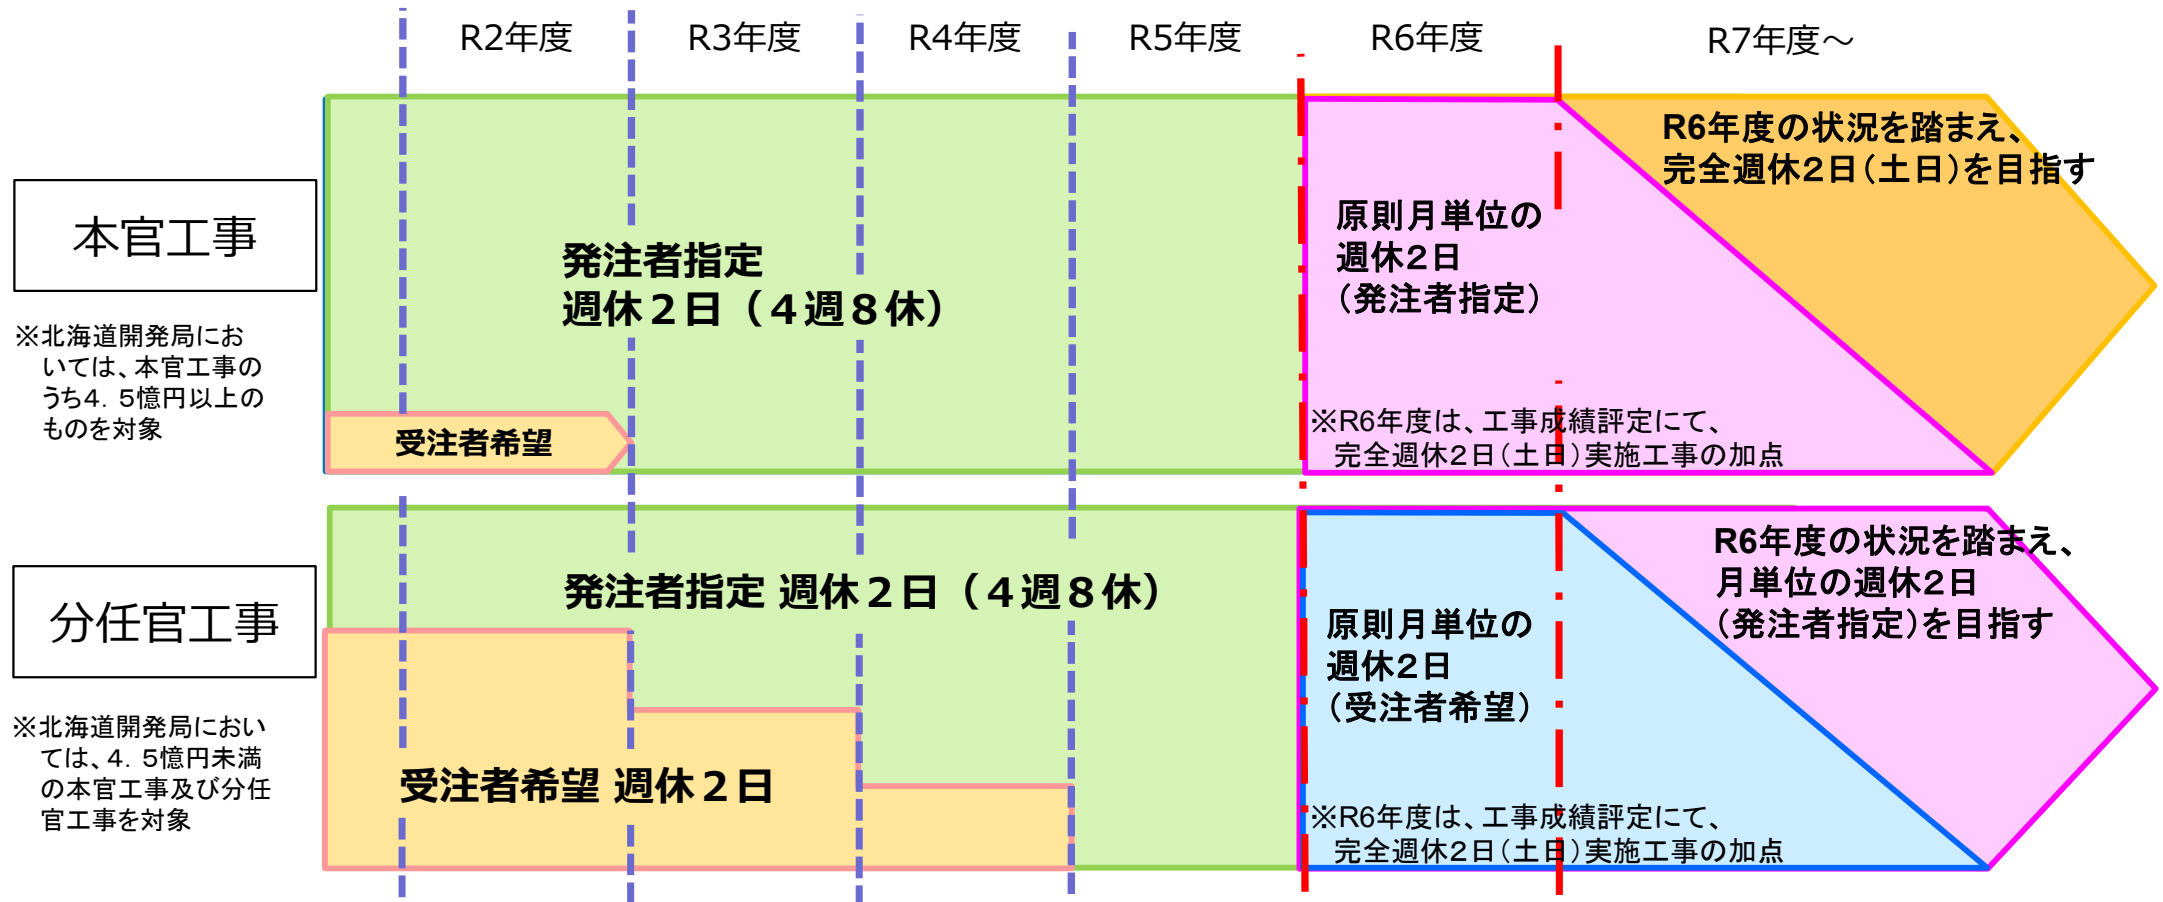 R2年度
R3年度
R4年度
R5年度
R6年度
R7年度～
本官工事
※北海道開発局にお
いては、本官工事の
うち4．5憶円以上の
ものを対象
発注者指定
週休２日（４週８休）
受注者希望
原則月単位の
週休2日
（発注者指定）
※R6年度は、工事成績評定にて、
完全週休2日（土日）実施工事の加点
R6年度の状況を踏まえ、
完全週休2日（土日）を目指す
分任官工事
※北海道開発局におい
ては、4．5憶円未満
の本官工事及び分任
官工事を対象
発注者指定 週休２日（４週８休）
受注者希望 週休２日
原則月単位の
週休2日
（受注者希望）
※R6年度は、工事成績評定にて、
完全週休2日（土日）実施工事の加点
R6年度の状況を踏まえ、
月単位の週休2日
（発注者指定）を目指す